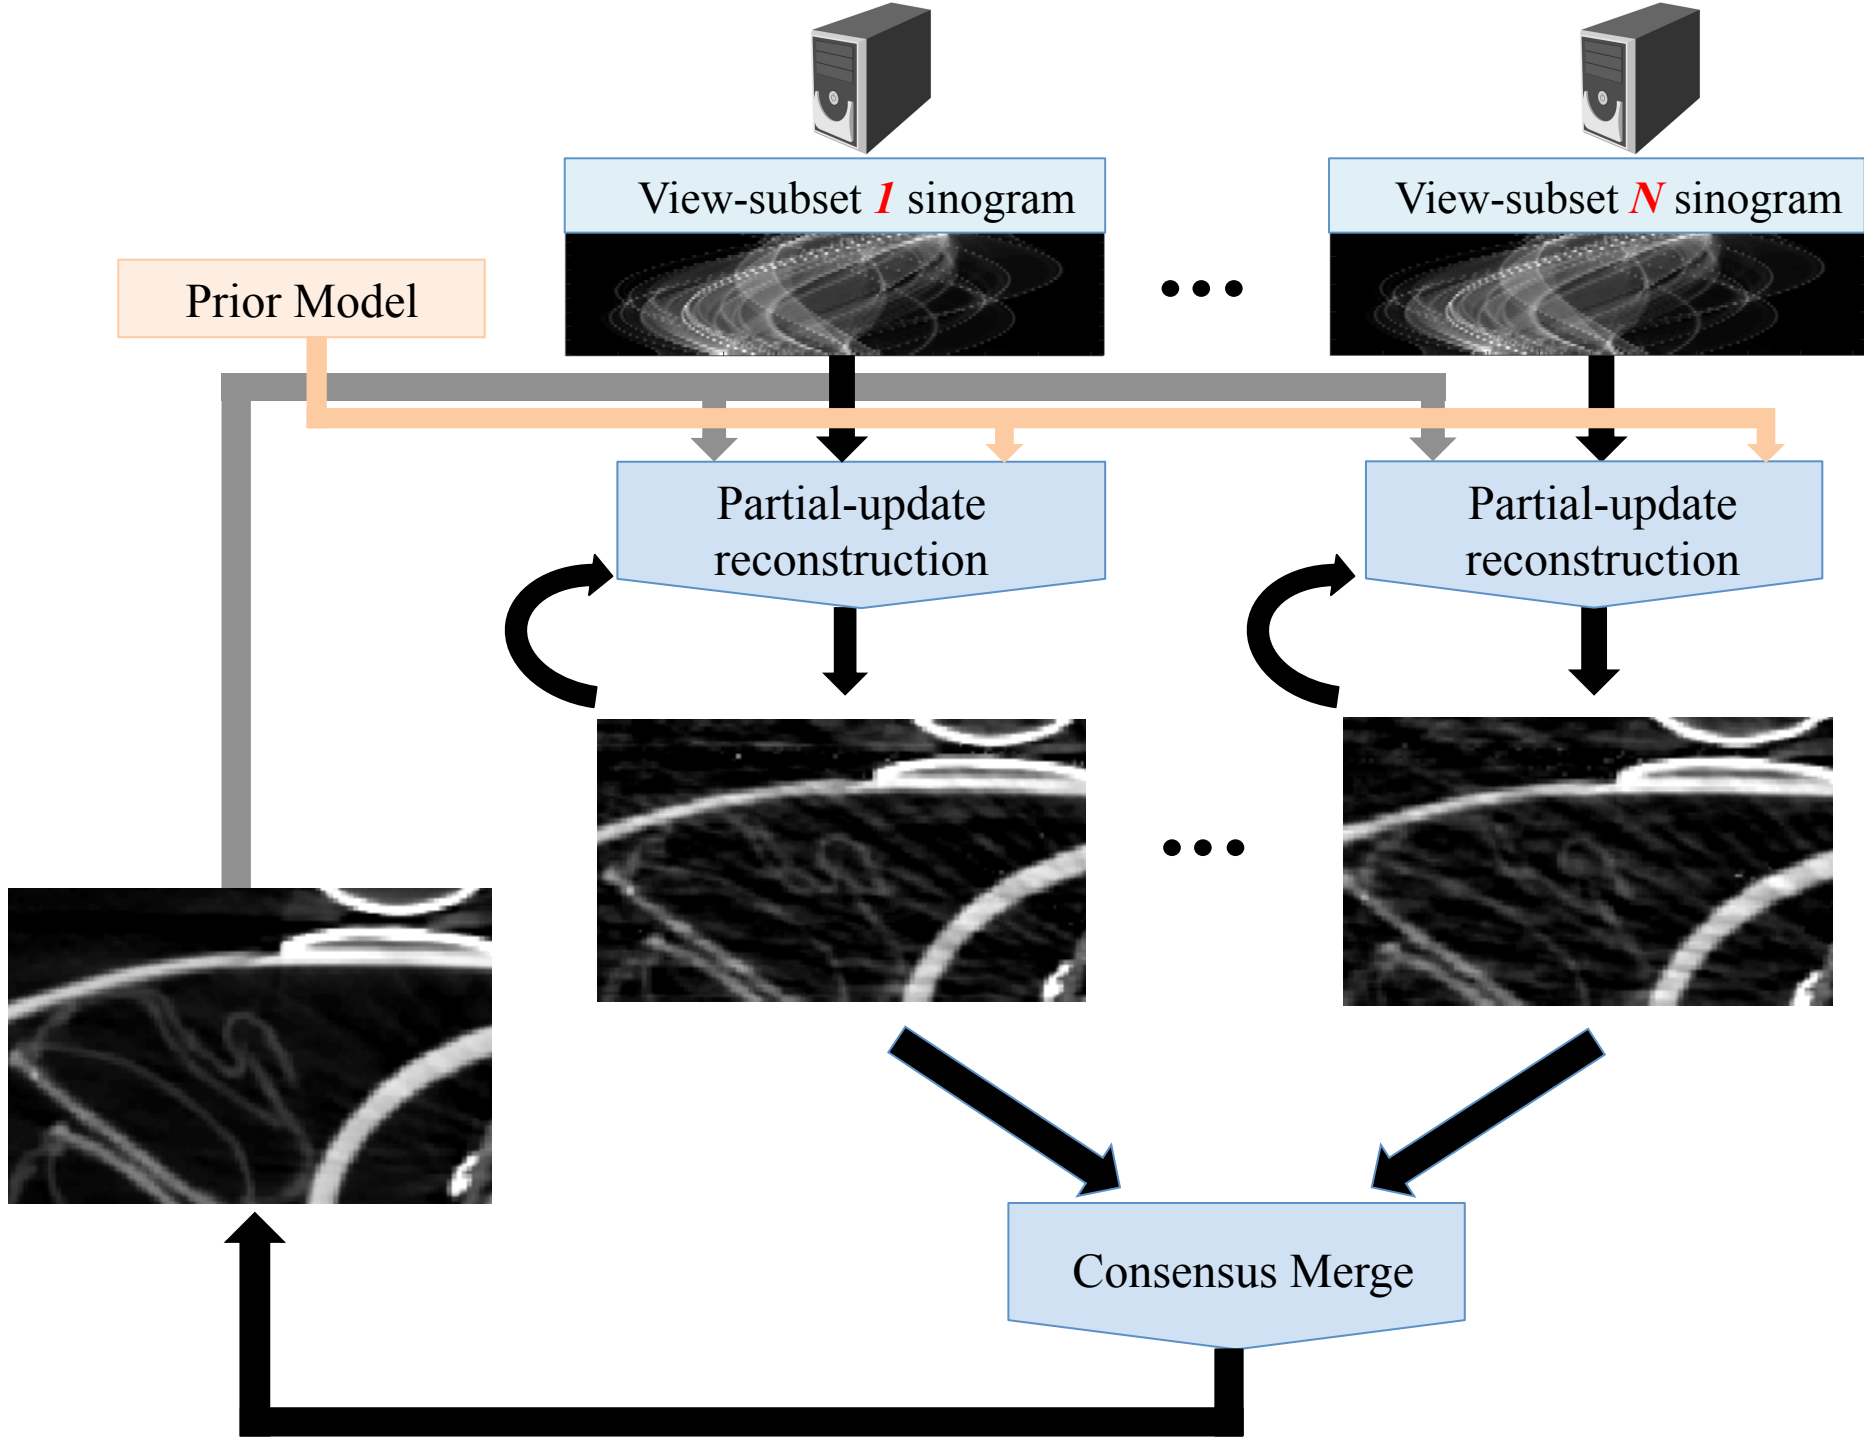 View-subset 1 sinogram
View-subset N sinogram
Prior Model
Partial-update
reconstruction
Partial-update
reconstruction
Consensus Merge